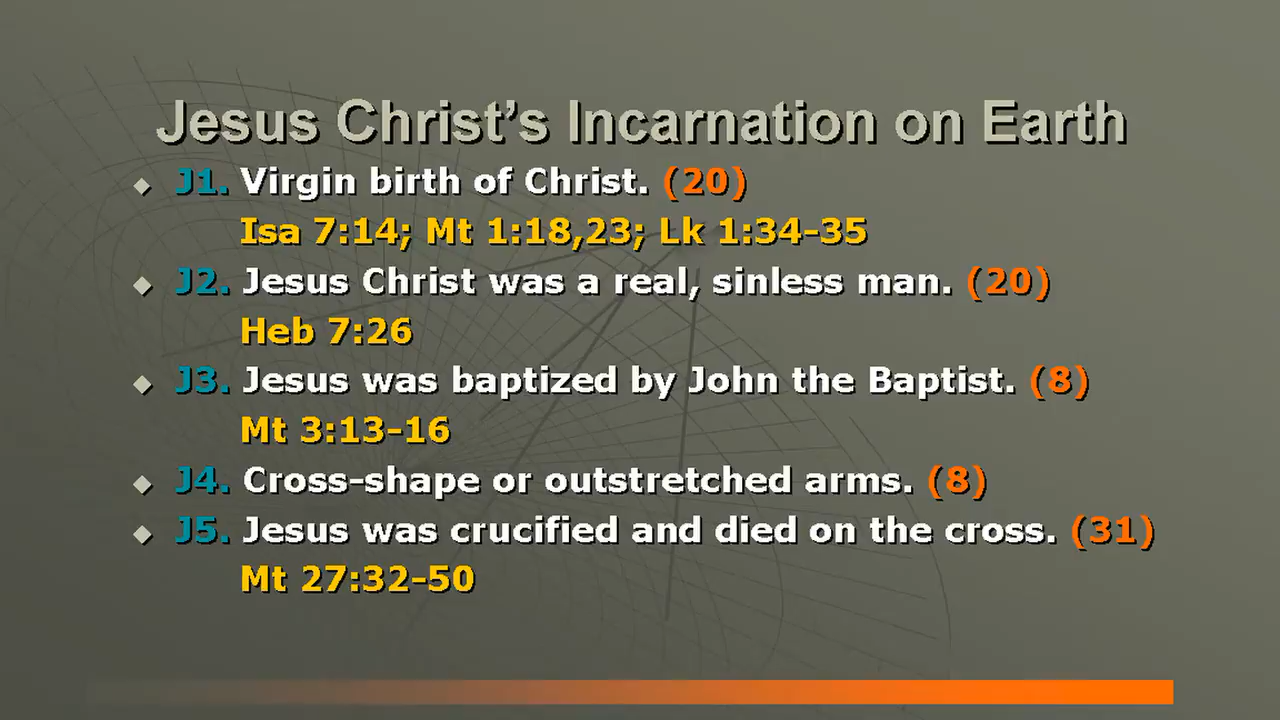 Jesus Christ's Incarnation on Earth
J1. Virgin birth of Christ. (20)
Isa 7:14; Mt 1:18,23; Lk 1:34-35
J2. Jesus Christ was a real, sinless man. (20)
Heb 7:26
J3. Jesus was baptized by John the Baptist. (8)
Mt 3:13-16
J4. Cross-shape or outstretched arms. (8)
J5. Jesus was crucified and died on the cross. (31)
Mt 27:32-50